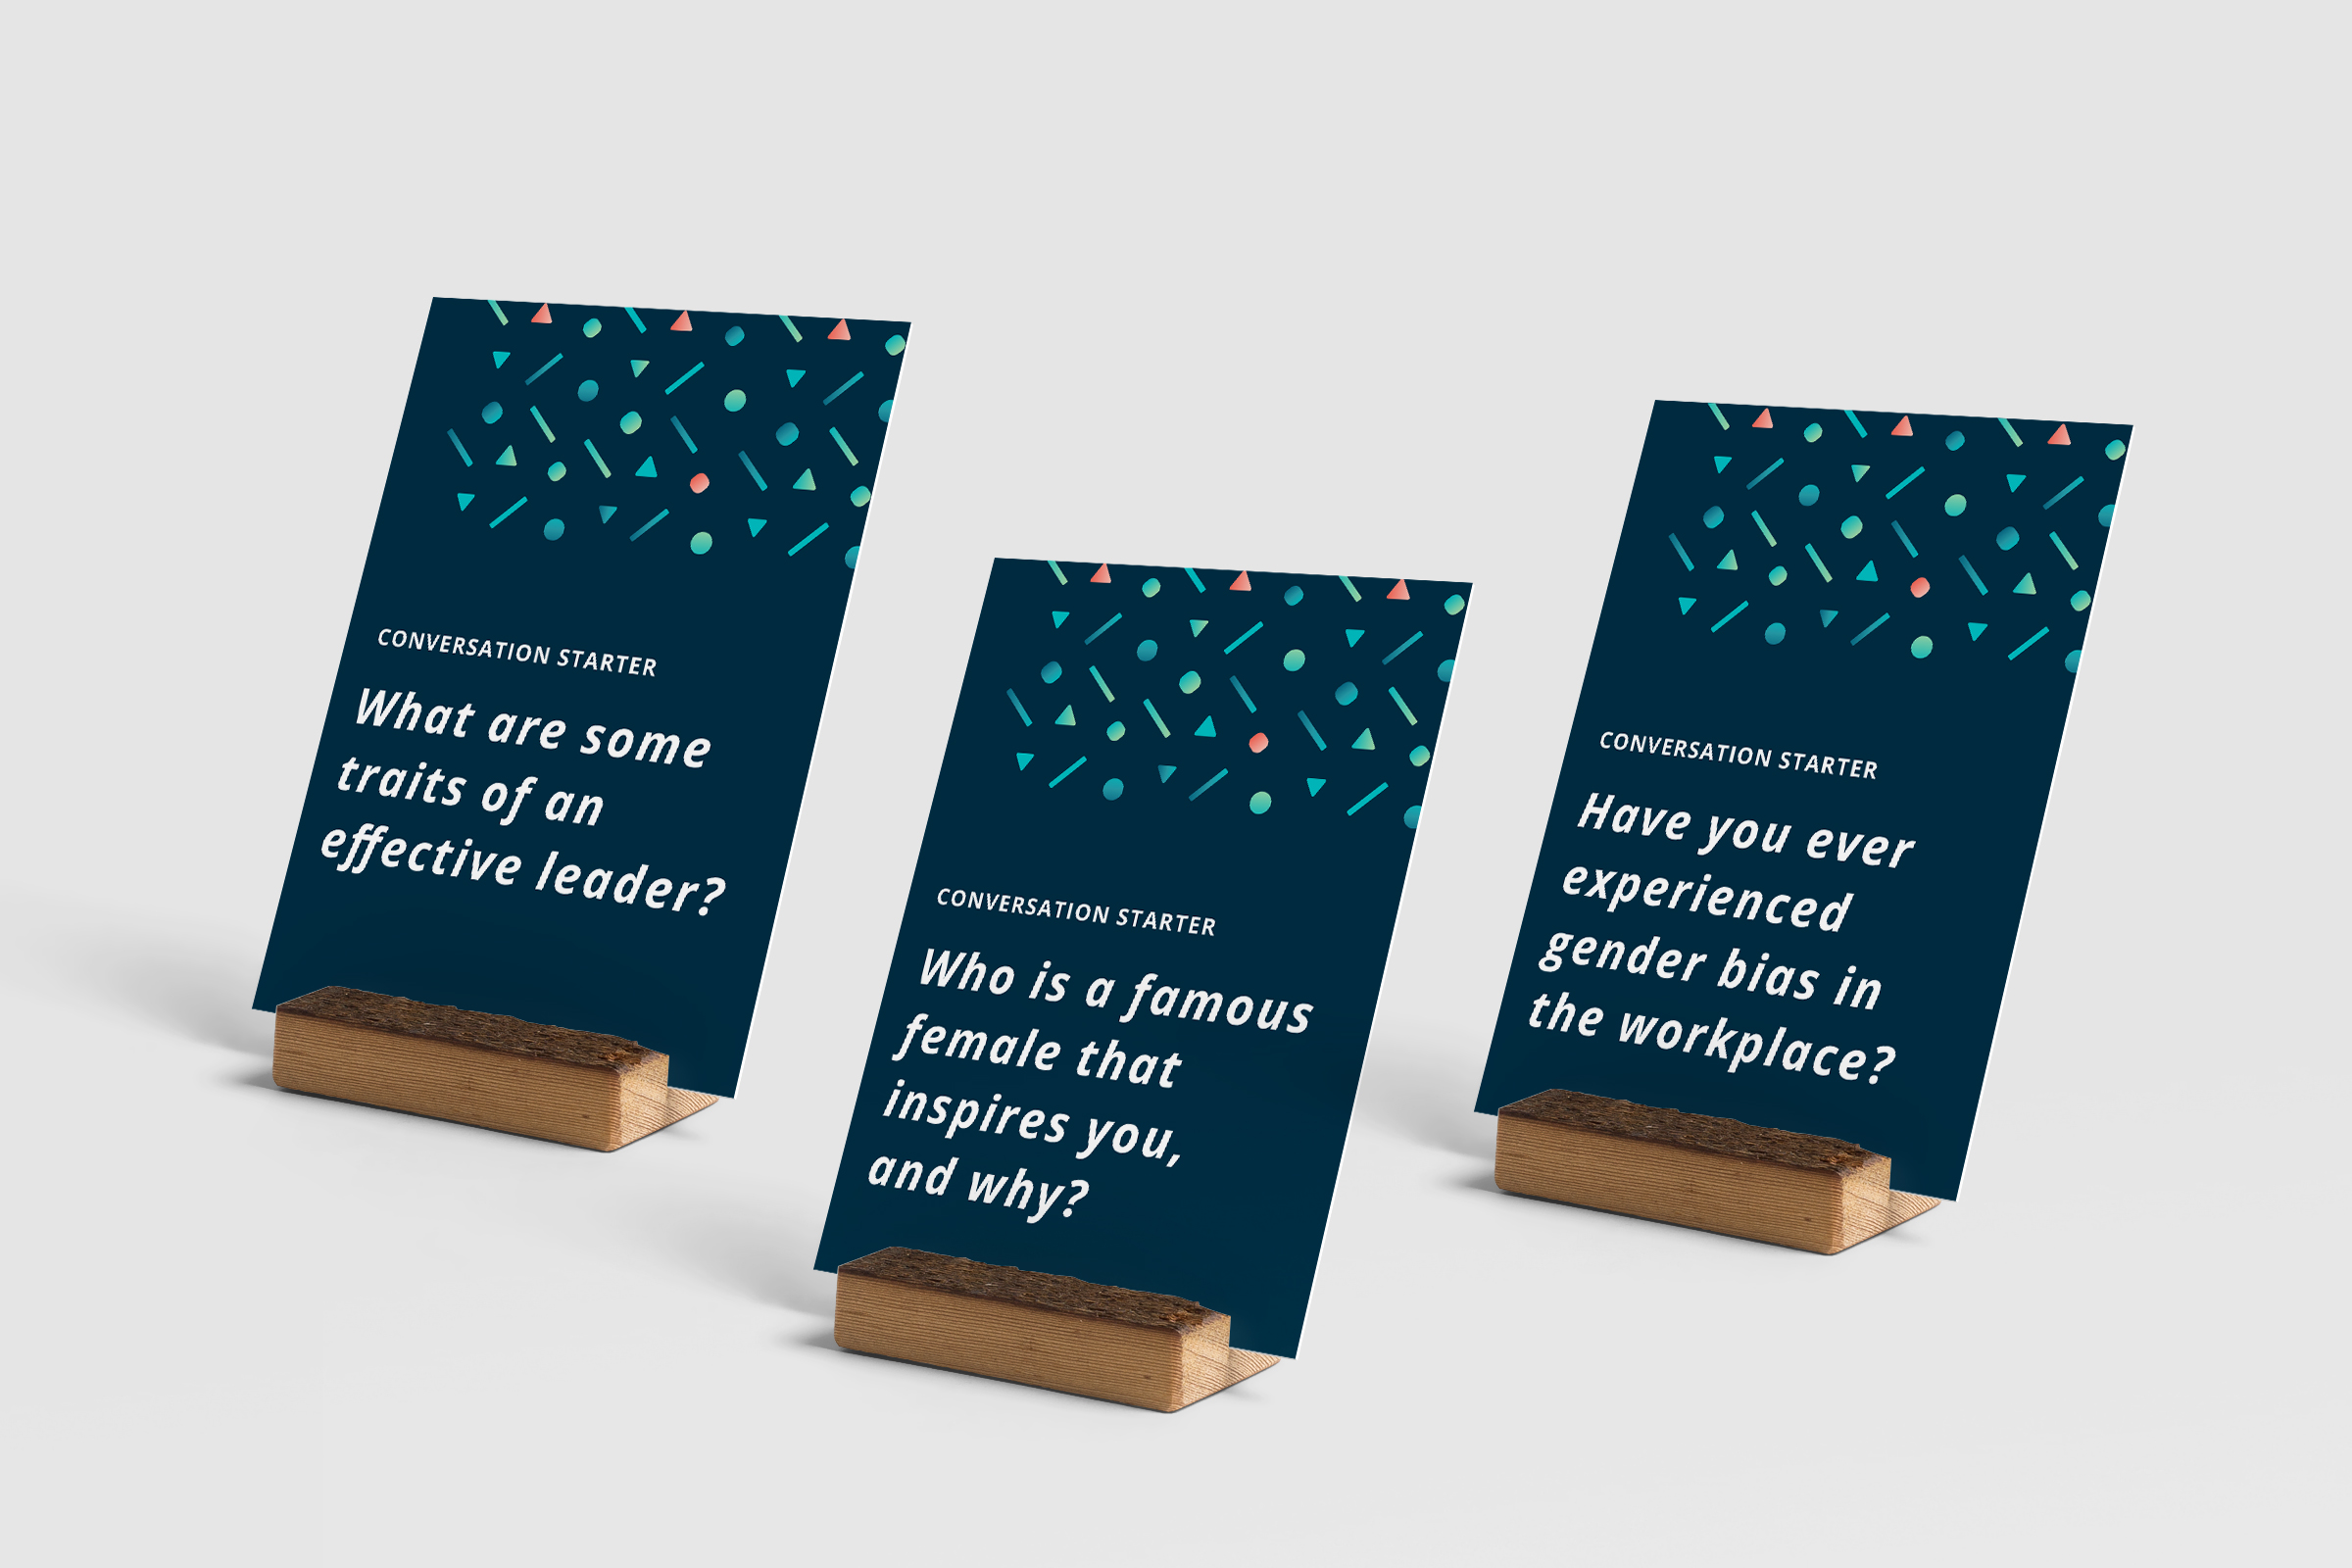 CONVERSATION STARTER
What are some
traits of an
effective leader?
CONVERSATION STARTER
Who is a famous
female that
inspires you,
and why?
CONVERSATION STARTER
Have you ever
experienced
gender bias in
the workplace?